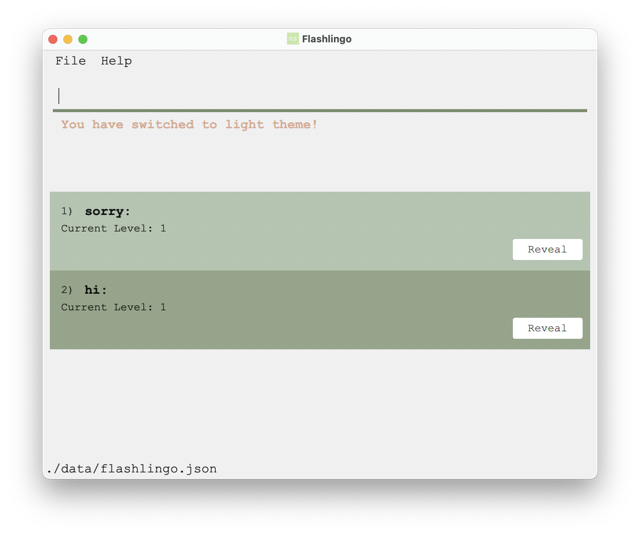 Flashlingo
File Help
You have switched to light theme!
1) sorry:
Current Level: 1
Reveal
2) hi:
Current Level: 1
Reveal
./data/flashlingo.json